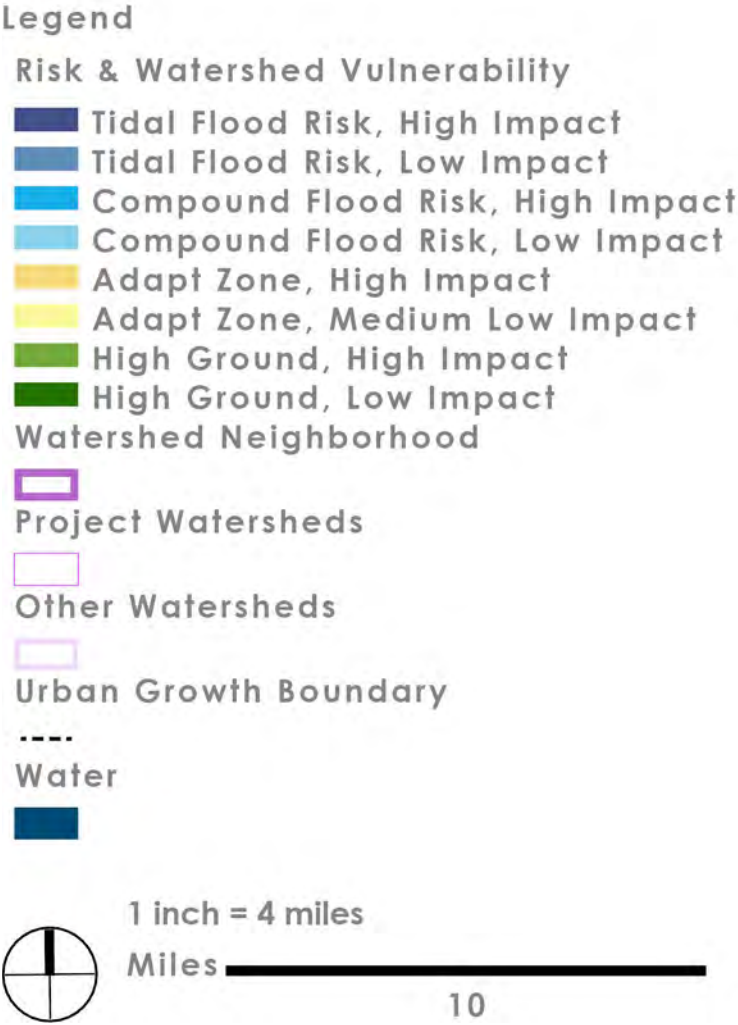 Legend
Risk & Watershed Vulnerability
Tidal Flood Risk, High Impact
Tidal Flood Risk, Low Impact
Compound Flood Risk, High Impact
Compound Flood Risk, Low Impact
Adapt Zone, High Impact
Adapt Zone, Medium Low Impact
High Ground, High Impact
High Ground, Low Impact
Watershed Neighborhood
Project Watersheds
Other Watersheds
Urban Growth Boundary
Water
1 inch = 4 miles
Miles
10